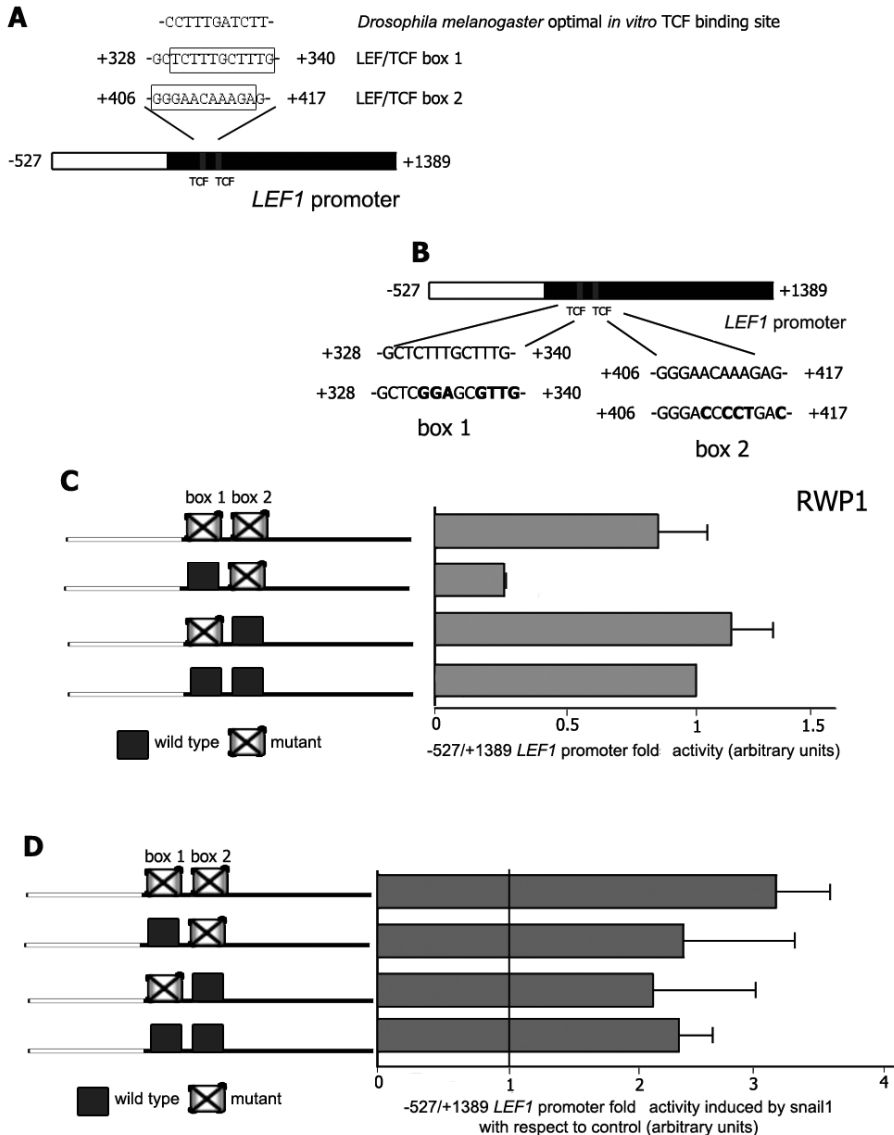 A
-CCTTTGATCTT- Drosophila melanogaster optimal in vitro TCF binding site
+328 -GCTCTTTGCTTTG- +340 LEF/TCF box 1
+406 -GGGAACAAAGAG- +417 LEF/TCF box 2
-527 +1389
TCF TCF
LEF1 promoter
B
-527 +1389
TCF TCF
LEF1 promoter
+328 -GCTCTTTGCTTTG- +340
+406 -GGGAACAAAGAG- +417
+328 -GCTCGGAGCGTTG- +340
+406 -GGGACCCCTGAC- +417
box 1
box 2
C
box 1 box 2
RWP1
wild type mutant
0 0.5 1 1.5
-527/+1389 LEF1 promoter fold activity (arbitrary units)
D
box 1 box 2
wild type mutant
0 1 2 3 4
-527/+1389 LEF1 promoter fold activity induced by snail1
with respect to control (arbitrary units)